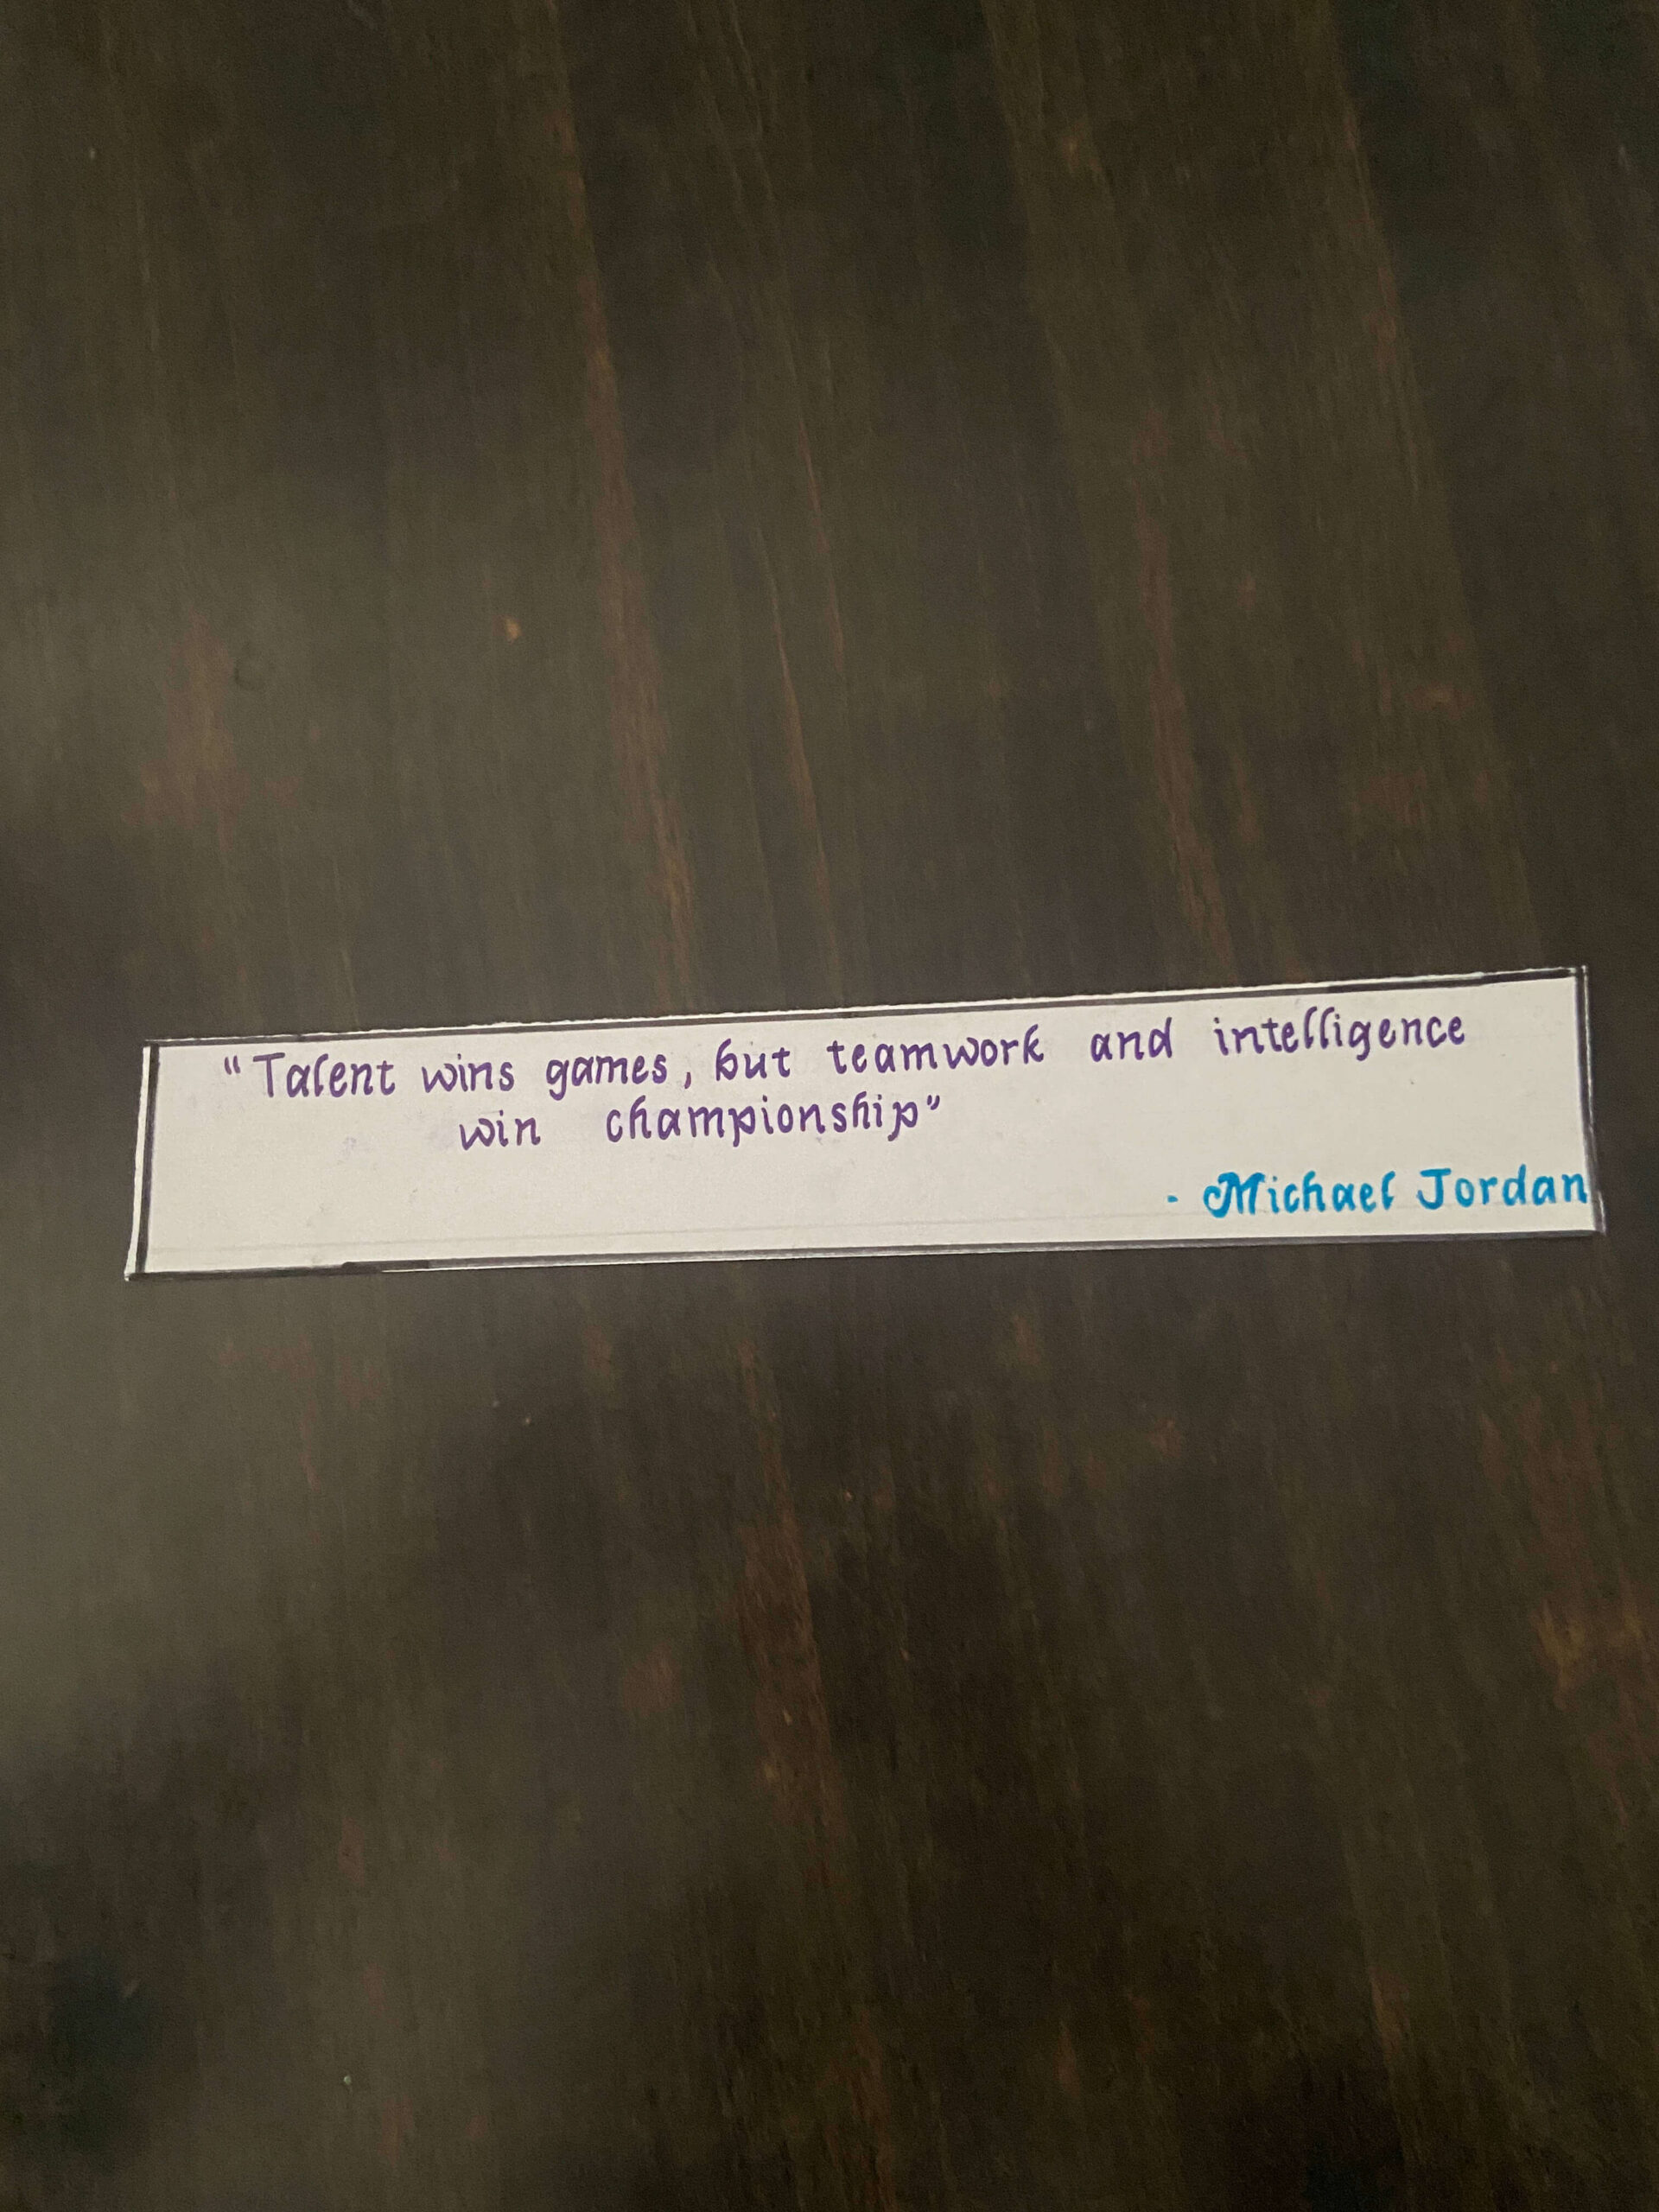 "Talent wins games, but teamwork and intelligence
win championship"
- Michael Jordan